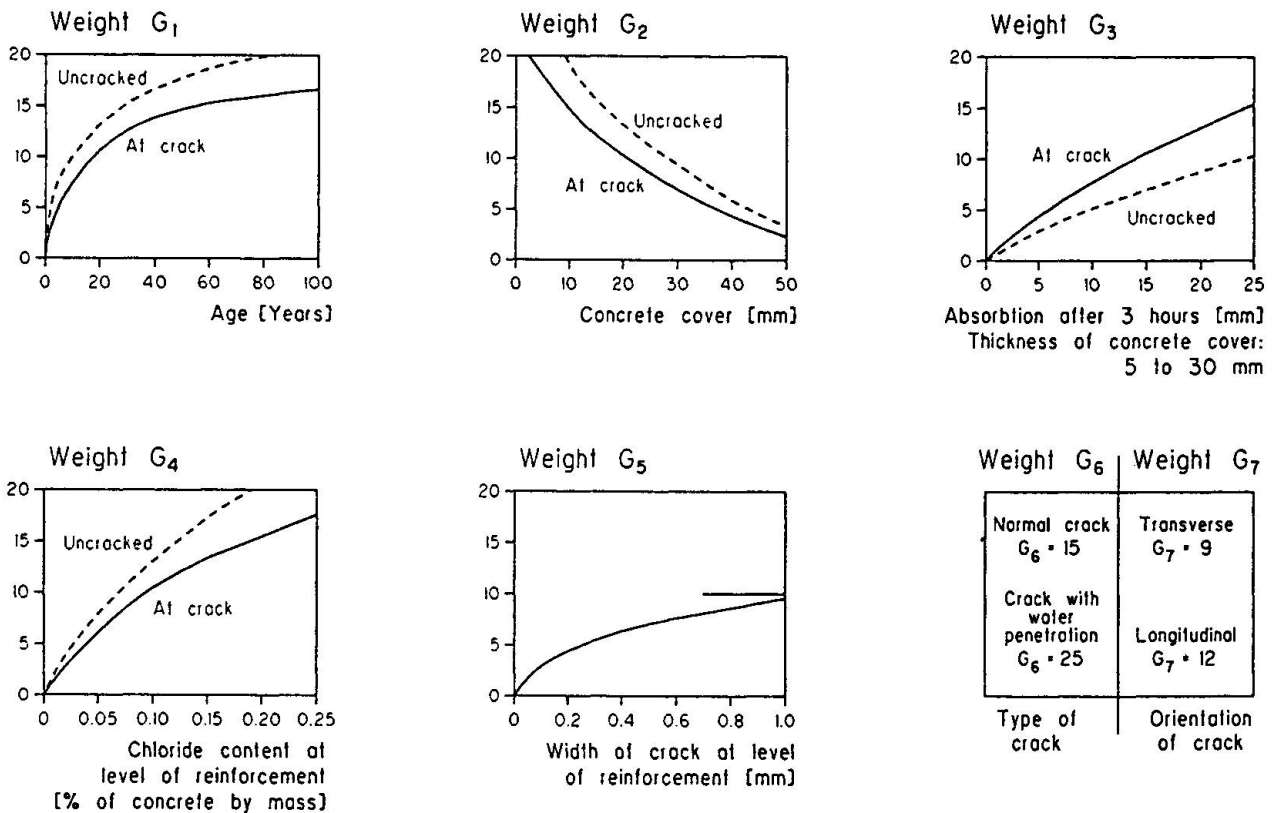 Weight G₁
20
15
10
5
0
Uncracked
At crack
0 20 40 60 80 100
Age [Years]
Weight G₂
20
15
10
5
0
Uncracked
At crack
0 10 20 30 40 50
Concrete cover [mm]
Weight G₃
20
15
10
5
0
At crack
Uncracked
0 5 10 15 20 25
Absorbtion after 3 hours [mm]
Thickness of concrete cover:
5 to 30 mm
Weight G₄
20
15
10
5
0
Uncracked
At crack
0 0.05 0.10 0.15 0.20 0.25
Chloride content at
level of reinforcement
[% of concrete by mass]
Weight G₅
20
15
10
5
0
0 0.2 0.4 0.6 0.8 1.0
Width of crack at level
of reinforcement [mm]
Weight G₆ Weight G₇
Normal crack
G₆ = 15
Transverse
G₇ = 9
Crack with
water
penetration
G₆ = 25
Longitudinal
G₇ = 12
Type of
crack
Orientation
of crack